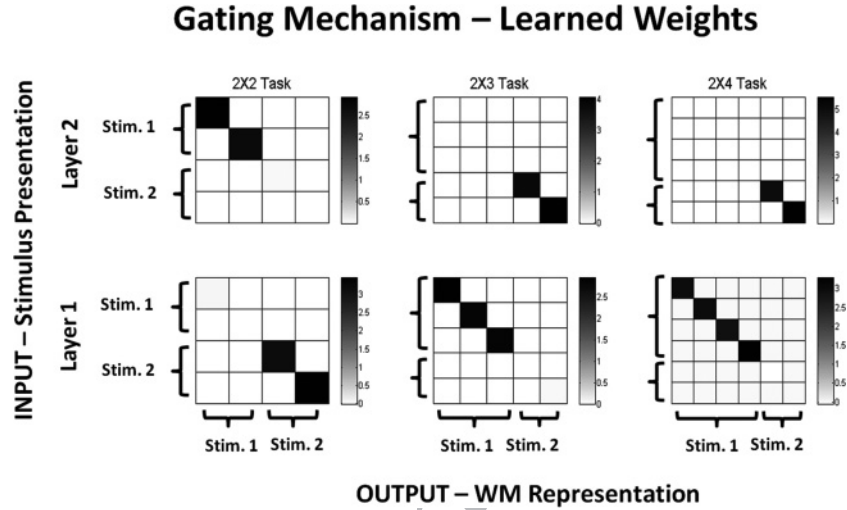 Gating Mechanism – Learned Weights
2X2 Task
2X3 Task
2X4 Task
INPUT – Stimulus Presentation
Layer 2
Stim. 1
Stim. 2
2.5
2
1.5
1
0.5
4
3
2
1
0
5
4
3
2
1
Layer 1
Stim. 1
Stim. 2
3
2.5
2
1.5
1
0.5
0
2.5
2
1.5
1
0.5
0
3
2.5
2
1.5
1
0.5
0
Stim. 1 Stim. 2
Stim. 1 Stim. 2
Stim. 1 Stim. 2
OUTPUT – WM Representation